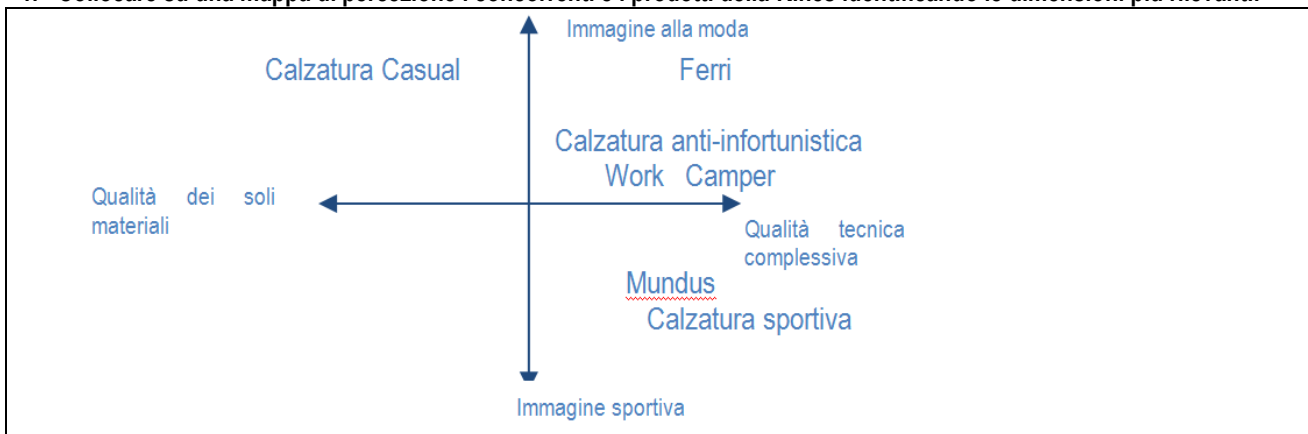 Immagine alla moda
Calzatura Casual Ferri
Calzatura anti-infortunistica
Work Camper
Qualità dei soli
materiali
Qualità tecnica
complessiva
Mundus
Calzatura sportiva
Immagine sportiva